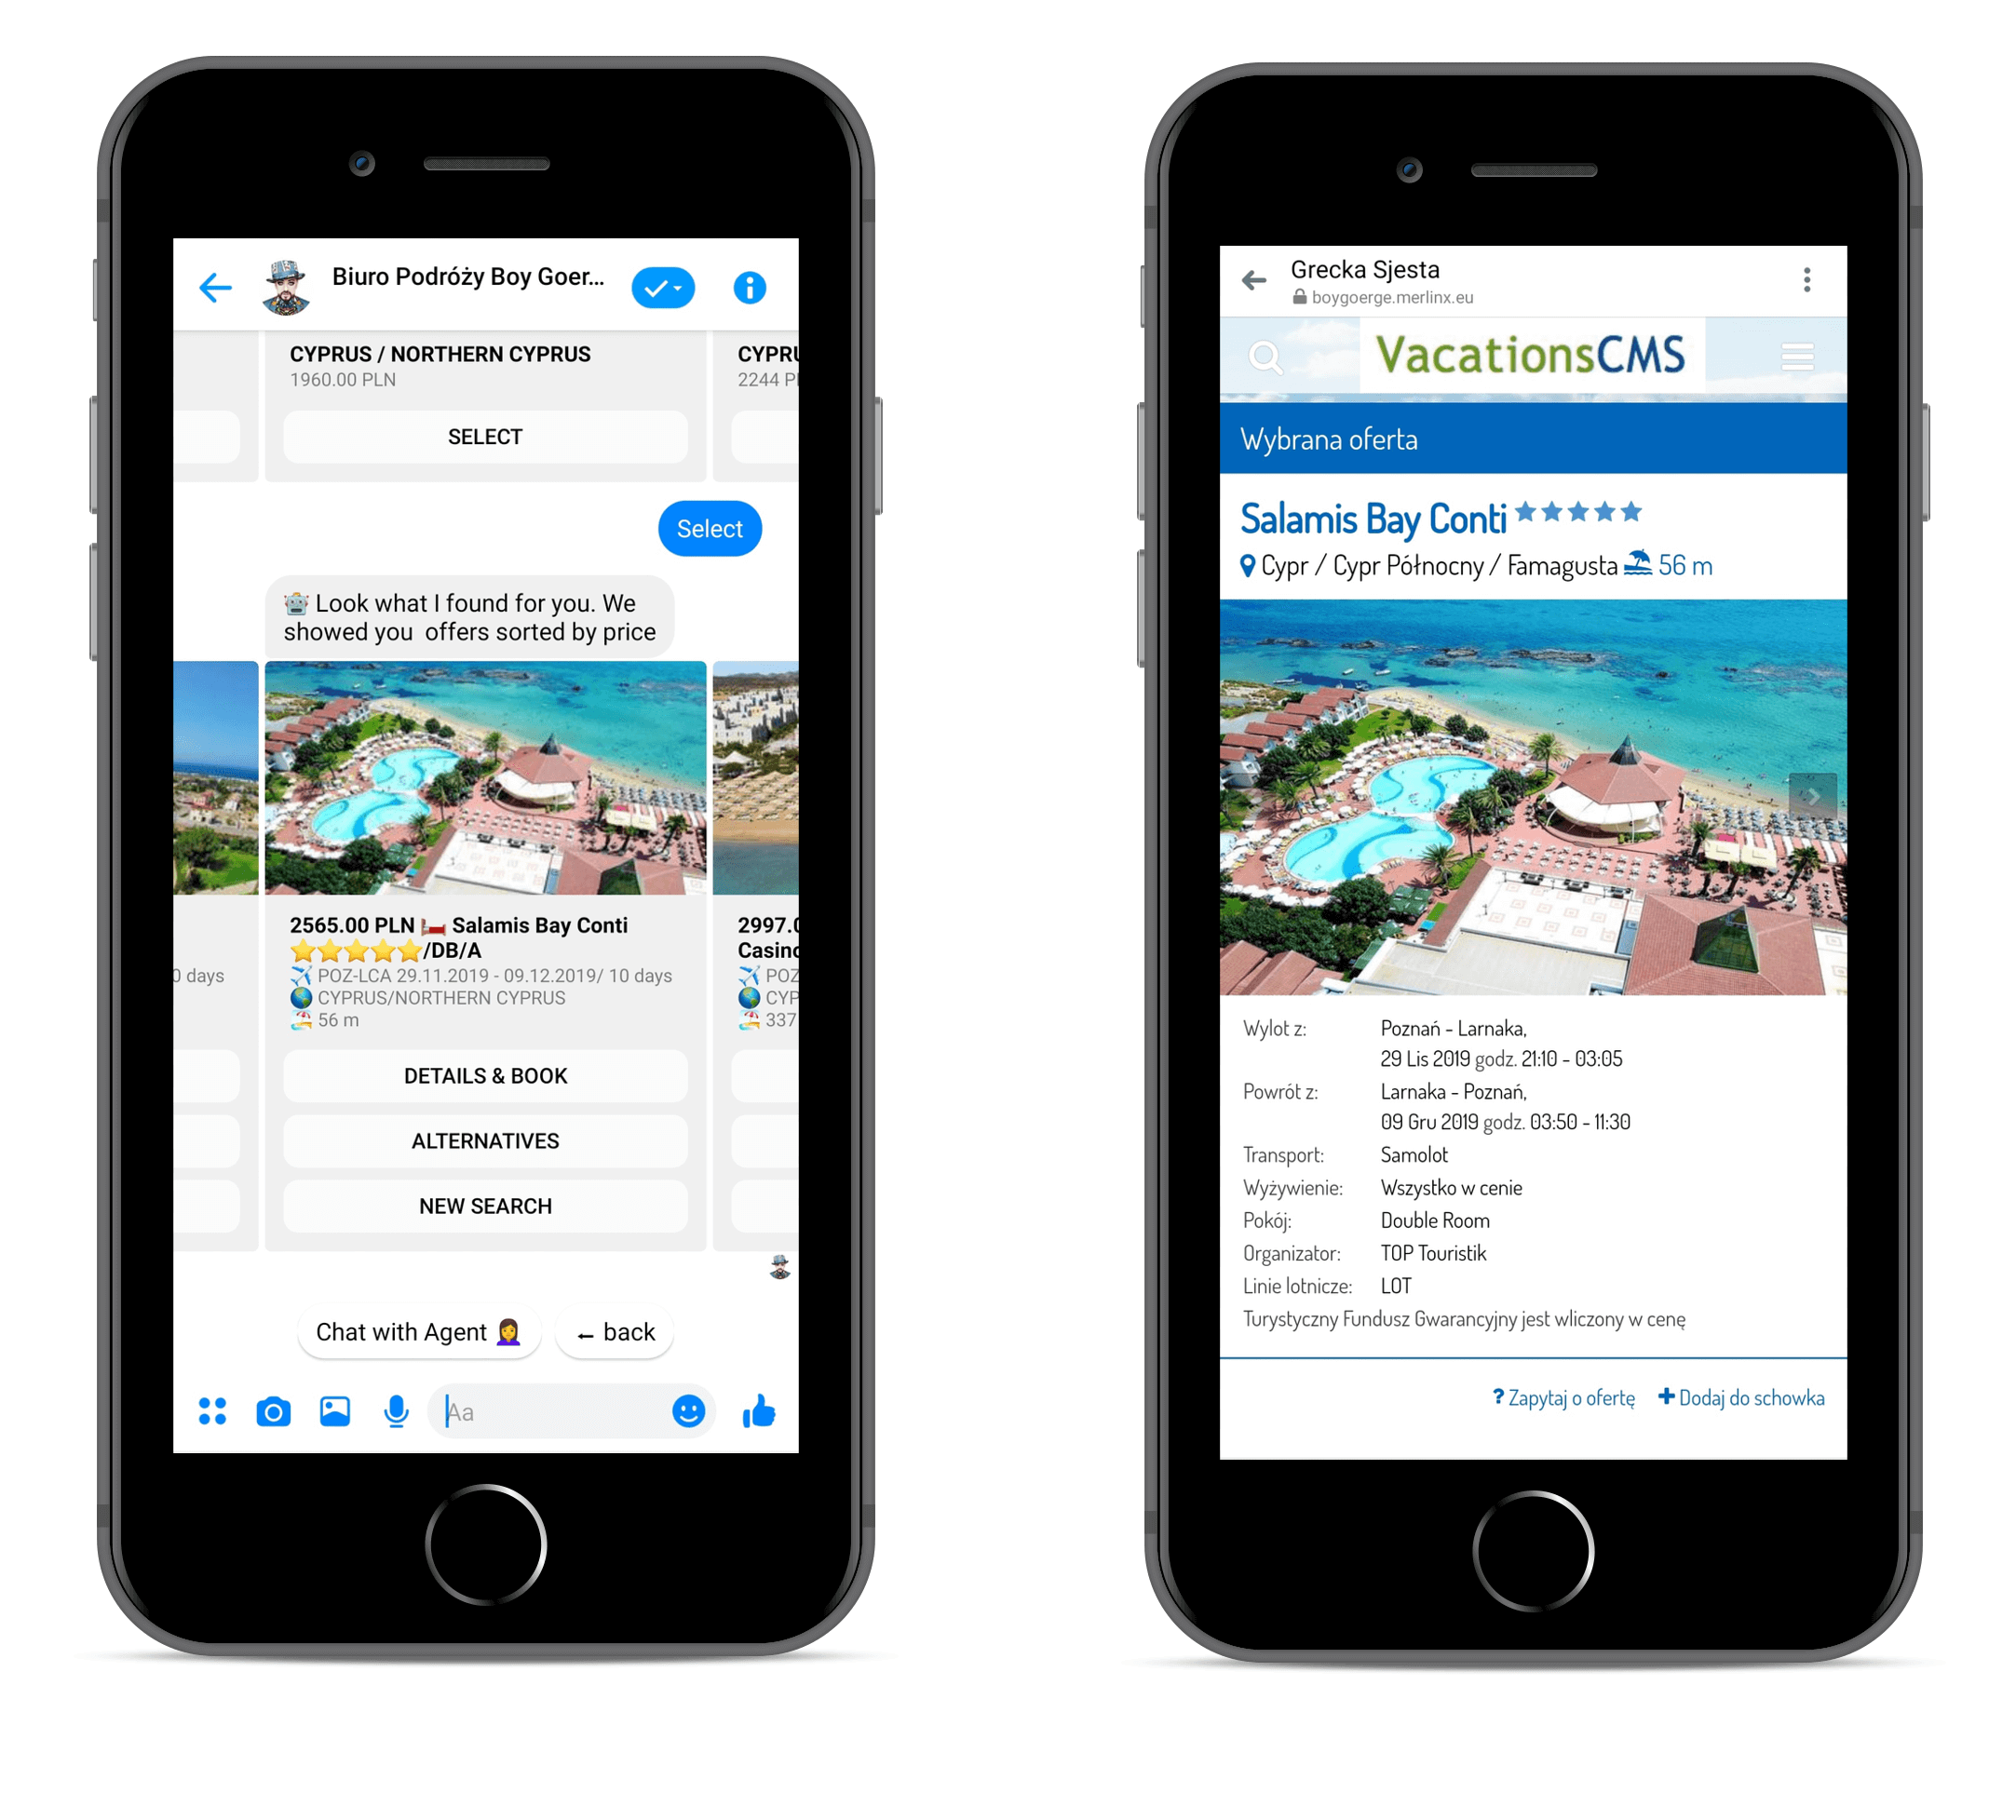 Biuro Podróży Boy Goer...
CYPRUS / NORTHERN CYPRUS
1960.00 PLN
SELECT
2244
Select
Look what I found for you. We
showed you offers sorted by price
2565.00 PLN Salamis Bay Conti
/DB/A
POZ-LCA 29.11.2019 - 09.12.2019/ 10 days
CYPRUS/NORTHERN CYPRUS
56 m
DETAILS & BOOK
ALTERNATIVES
NEW SEARCH
days
POZ
337
Chat with Agent
← back
Aa
Grecka Sjesta
boygoerge.merlinx.eu
VacationsCMS
Wybrana oferta
Salamis Bay Conti
Cypr / Cypr Północny / Famagusta 56 m
Wylot z: Poznań - Larnaka,
29 Lis 2019 godz. 21:10 - 03:05
Powrót z: Larnaka - Poznań,
09 Gru 2019 godz. 03:50 - 11:30
Transport: Samolot
Wyżywienie: Wszystko w cenie
Pokój: Double Room
Organizator: TOP Touristik
Linie lotnicze: LOT
Turystyczny Fundusz Gwarancyjny jest wliczony w cenę
? Zapytaj o ofertę + Dodaj do schowka